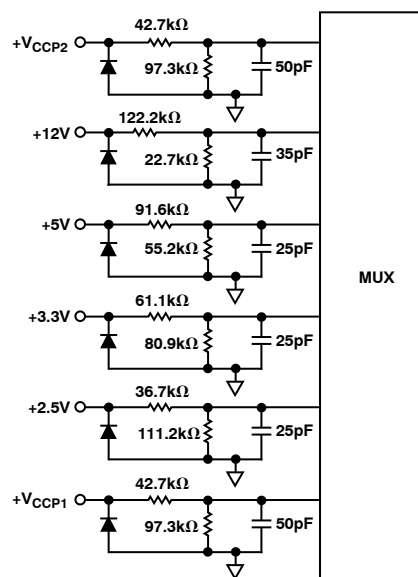 42.7kΩ
+VCCP2
97.3kΩ
50pF
122.2kΩ
+12V
22.7kΩ
35pF
91.6kΩ
+5V
55.2kΩ
25pF
MUX
61.1kΩ
+3.3V
80.9kΩ
25pF
36.7kΩ
+2.5V
111.2kΩ
25pF
42.7kΩ
+VCCP1
97.3kΩ
50pF